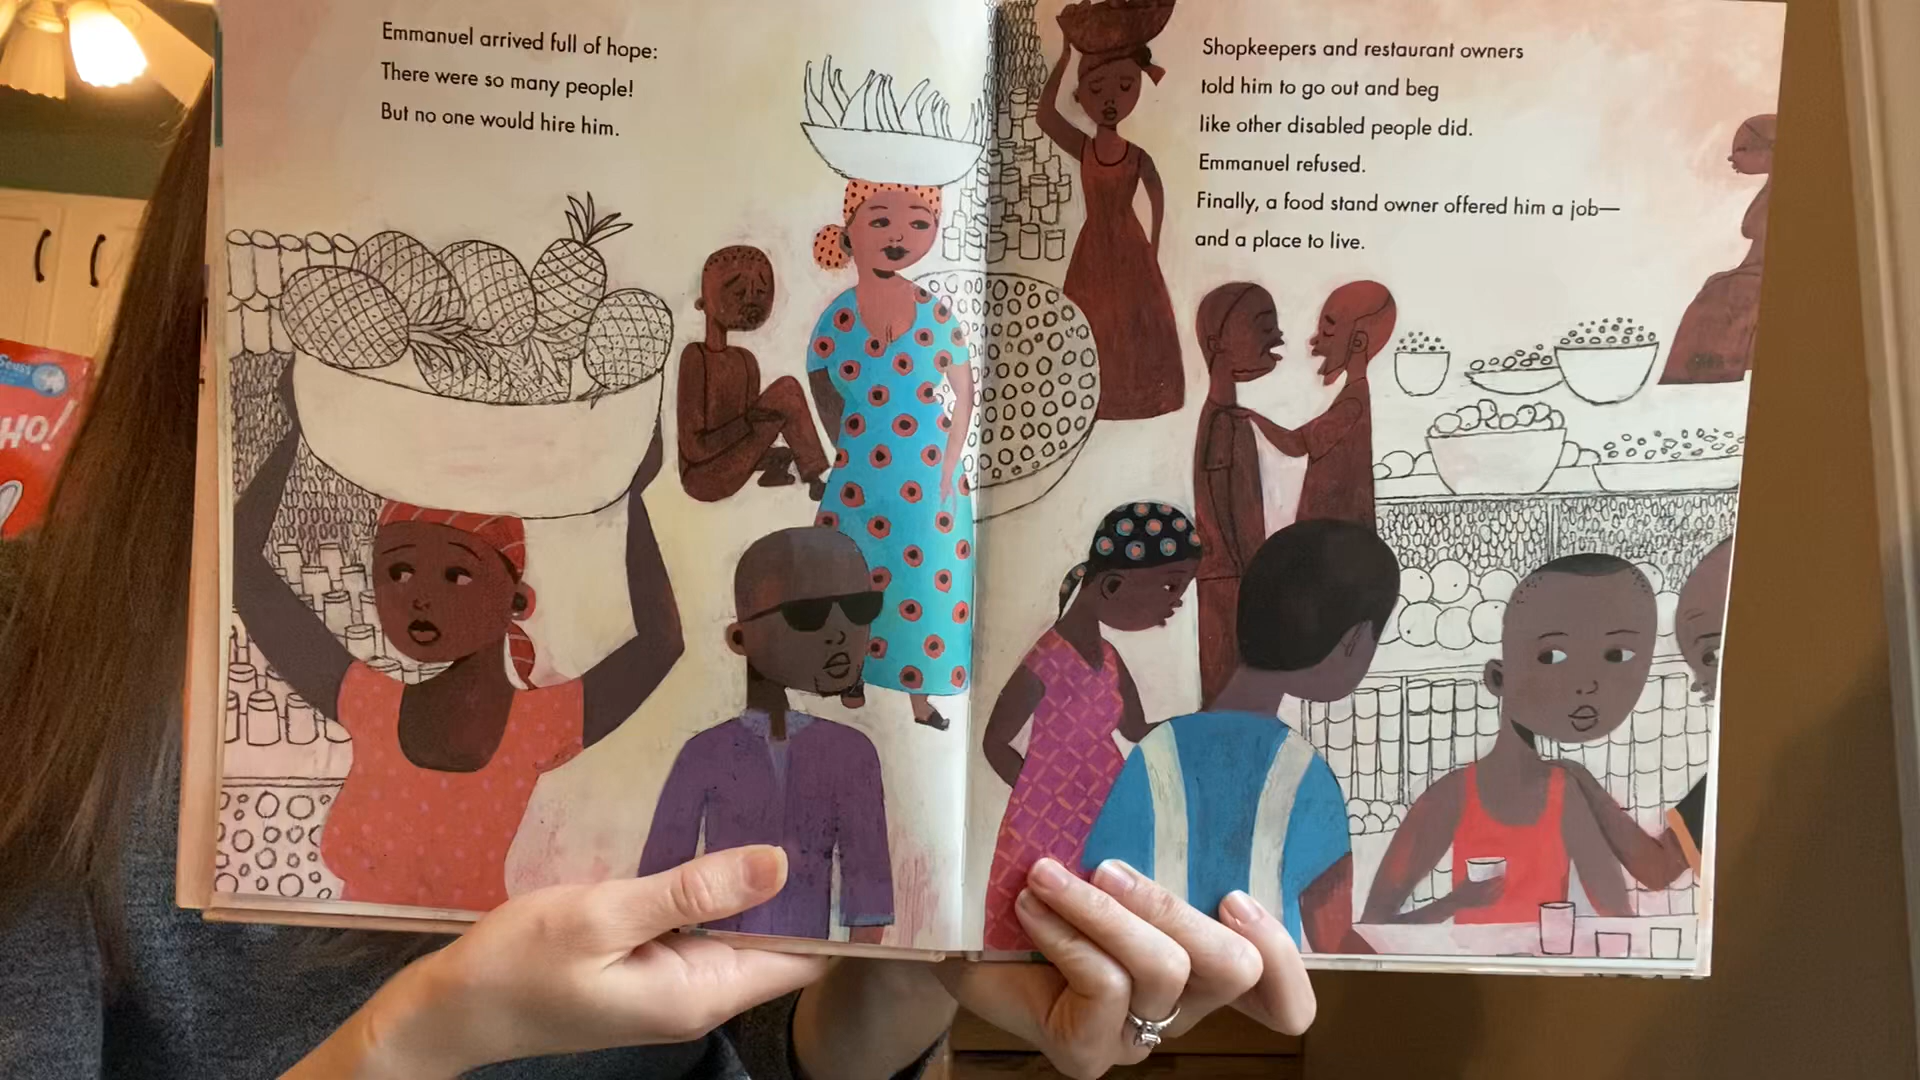 Emmanuel arrived full of hope:
There were so many people!
But no one would hire him.
Shopkeepers and restaurant owners
told him to go out and beg
like other disabled people did.
Emmanuel refused.
Finally, a food stand owner offered him a job—
and a place to live.
Seuss
HO!